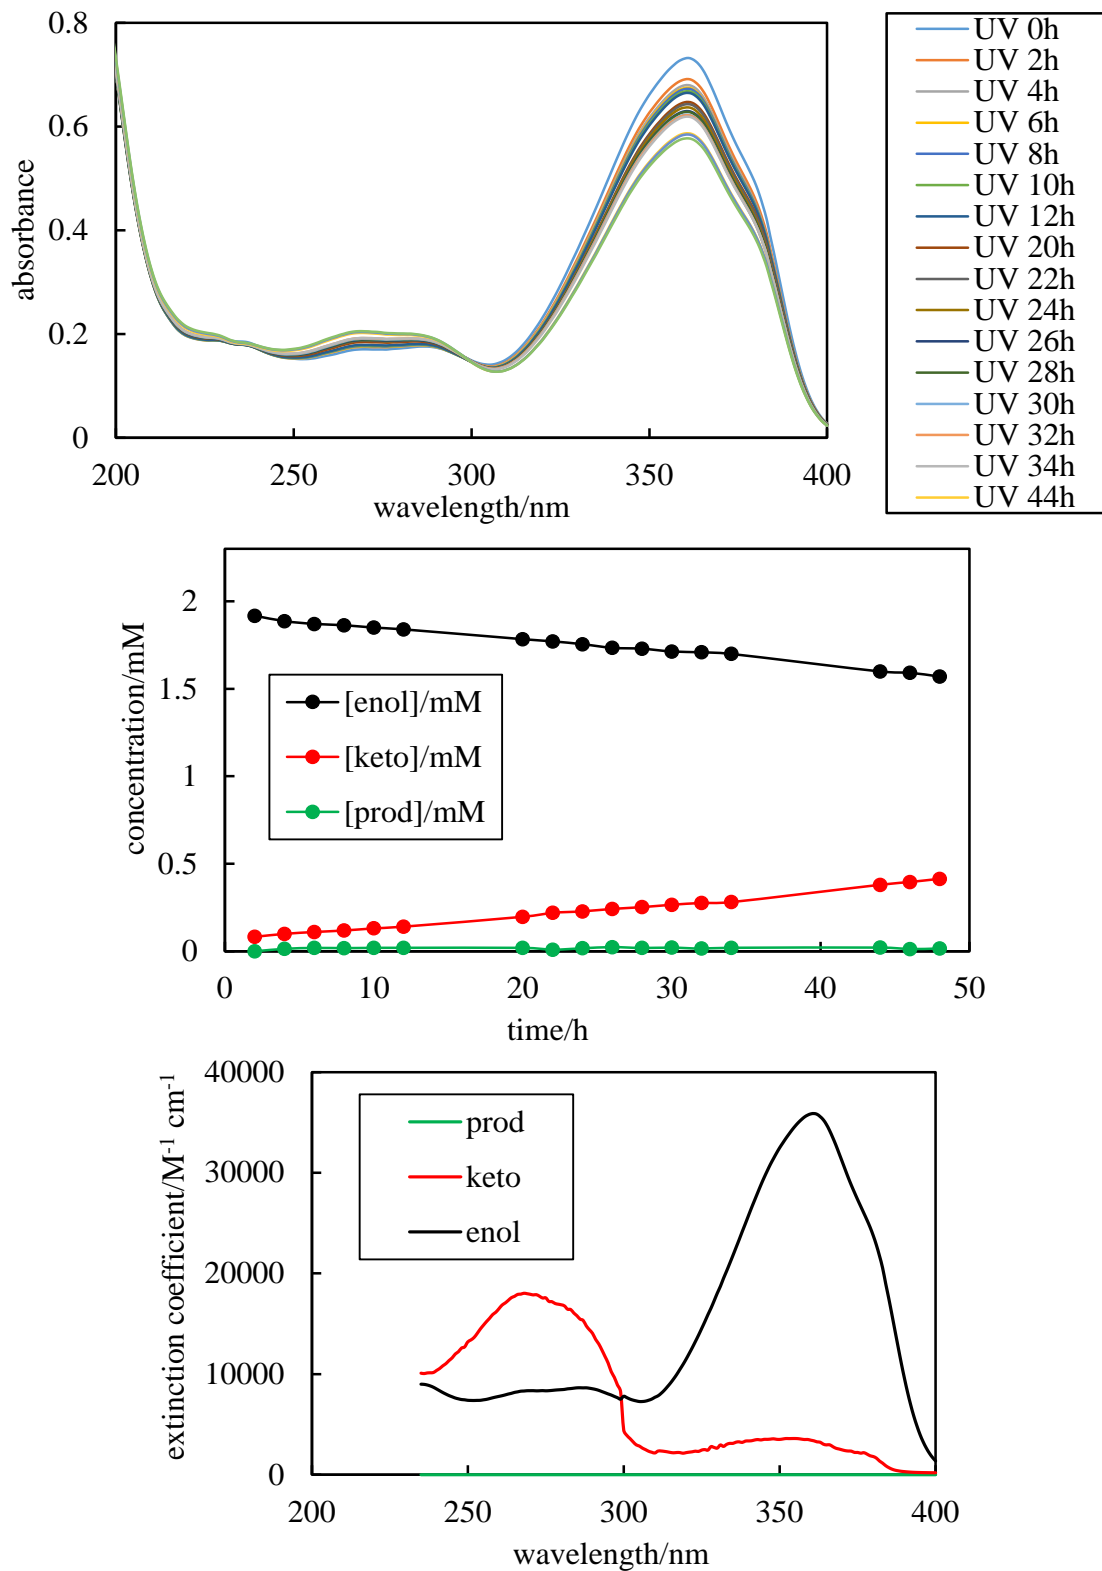 0.8
0.6
0.4
0.2
0
absorbance
200
250
300
350
400
wavelength/nm
UV 0h
UV 2h
UV 4h
UV 6h
UV 8h
UV 10h
UV 12h
UV 20h
UV 22h
UV 24h
UV 26h
UV 28h
UV 30h
UV 32h
UV 34h
UV 44h
2
1.5
1
0.5
0
concentration/mM
[enol]/mM
[keto]/mM
[prod]/mM
0
10
20
30
40
50
time/h
40000
30000
20000
10000
0
extinction coefficient/M-1 cm-1
prod
keto
enol
200
250
300
350
400
wavelength/nm